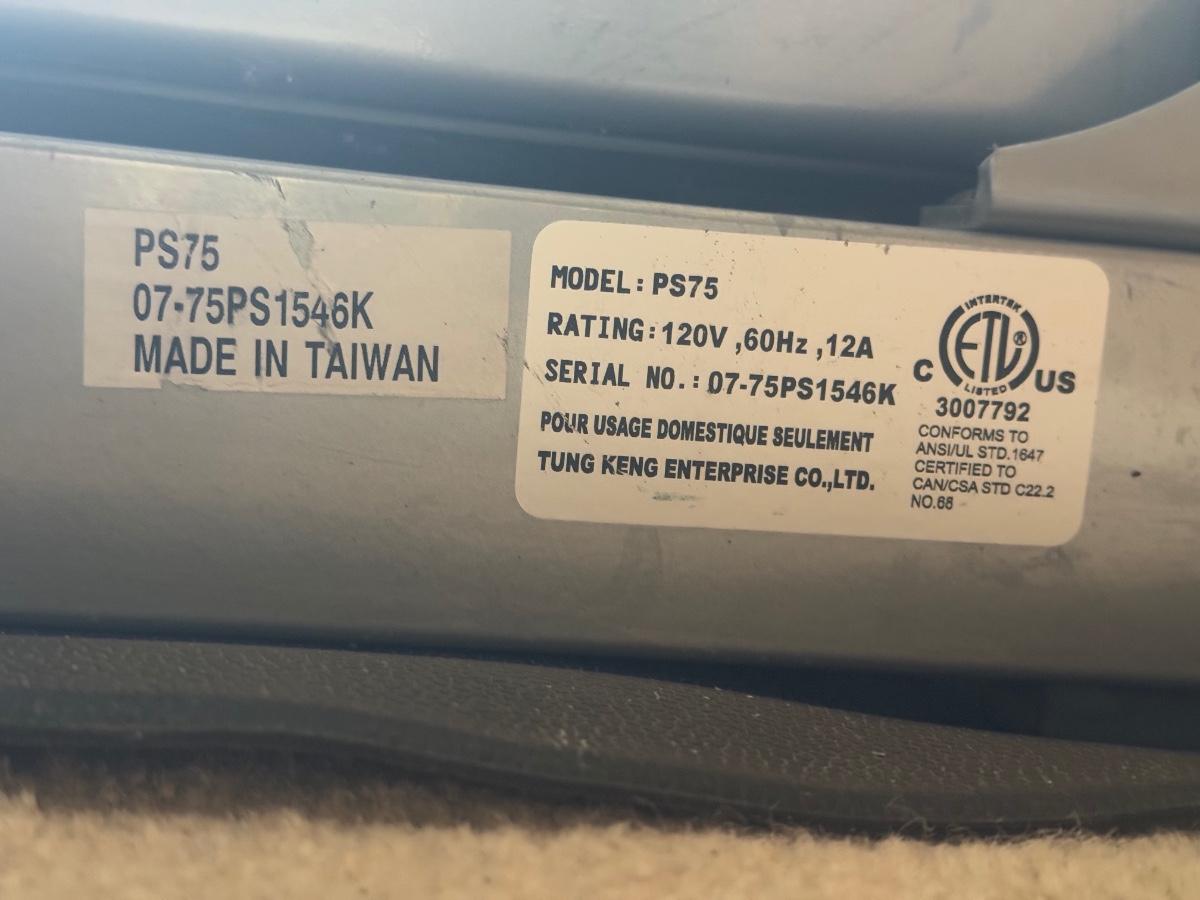 PS75
07-75PS1546K
MADE IN TAIWAN
MODEL: PS75
RATING: 120V ,60Hz ,12A
SERIAL NO.: 07-75PS1546K
POUR USAGE DOMESTIQUE SEULEMENT
TUNG KENG ENTERPRISE CO.,LTD.
INTERTEK
ETL®
LISTED
C US
3007792
CONFORMS TO
ANSI/UL STD.1647
CERTIFIED TO
CAN/CSA STD C22.2
NO.68